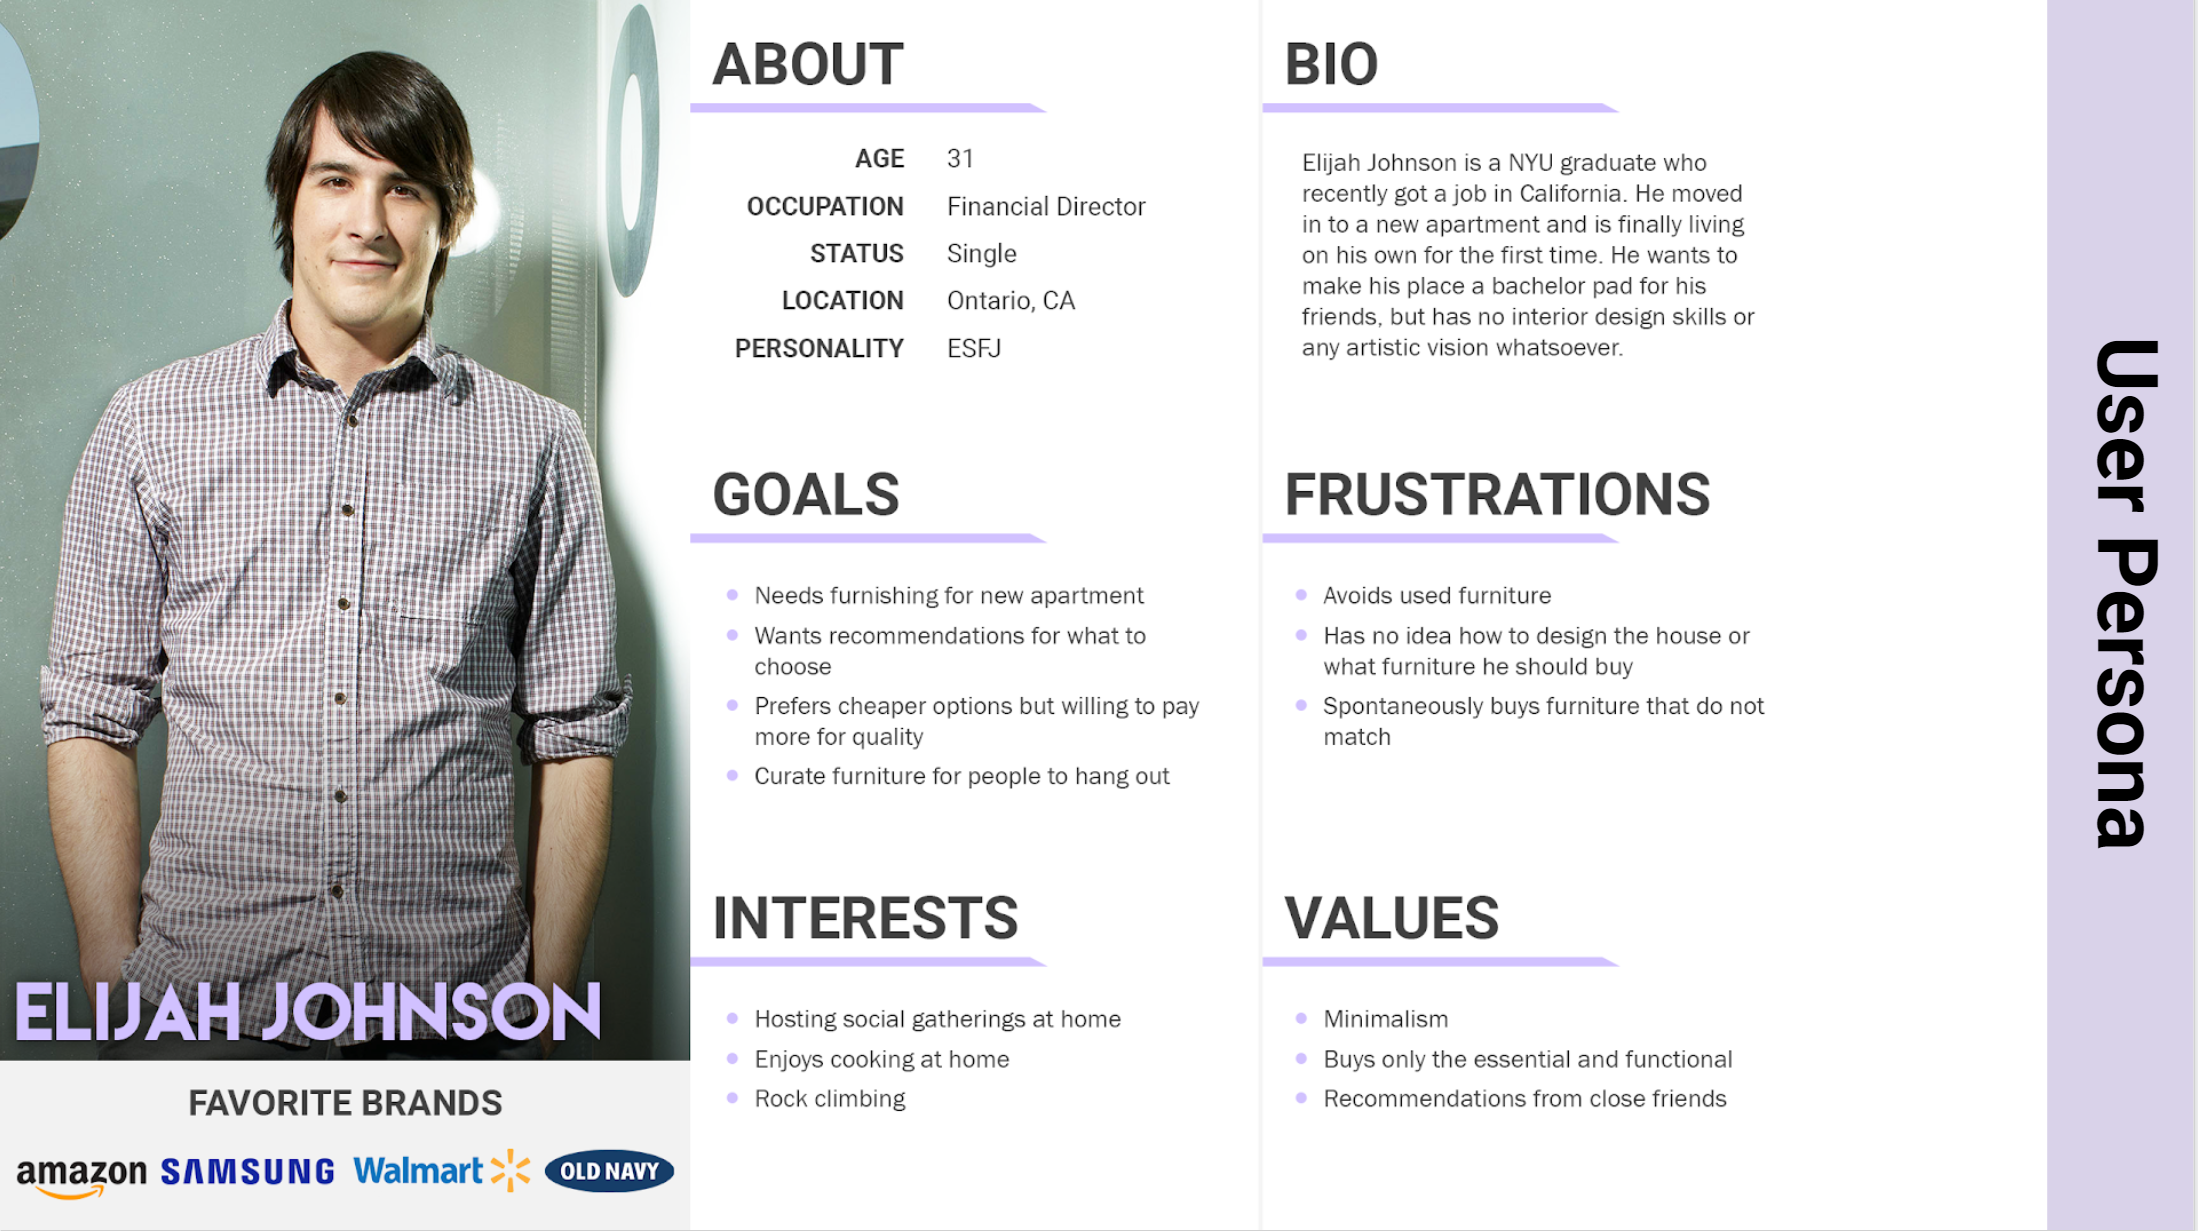 ELIJAH JOHNSON
FAVORITE BRANDS
amazon SAMSUNG Walmart OLD NAVY
ABOUT
AGE 31
OCCUPATION Financial Director
STATUS Single
LOCATION Ontario, CA
PERSONALITY ESFJ
BIO
Elijah Johnson is a NYU graduate who
recently got a job in California. He moved
in to a new apartment and is finally living
on his own for the first time. He wants to
make his place a bachelor pad for his
friends, but has no interior design skills or
any artistic vision whatsoever.
GOALS
Needs furnishing for new apartment
Wants recommendations for what to
choose
Prefers cheaper options but willing to pay
more for quality
Curate furniture for people to hang out
FRUSTRATIONS
Avoids used furniture
Has no idea how to design the house or
what furniture he should buy
Spontaneously buys furniture that do not
match
INTERESTS
Hosting social gatherings at home
Enjoys cooking at home
Rock climbing
VALUES
Minimalism
Buys only the essential and functional
Recommendations from close friends
User Persona